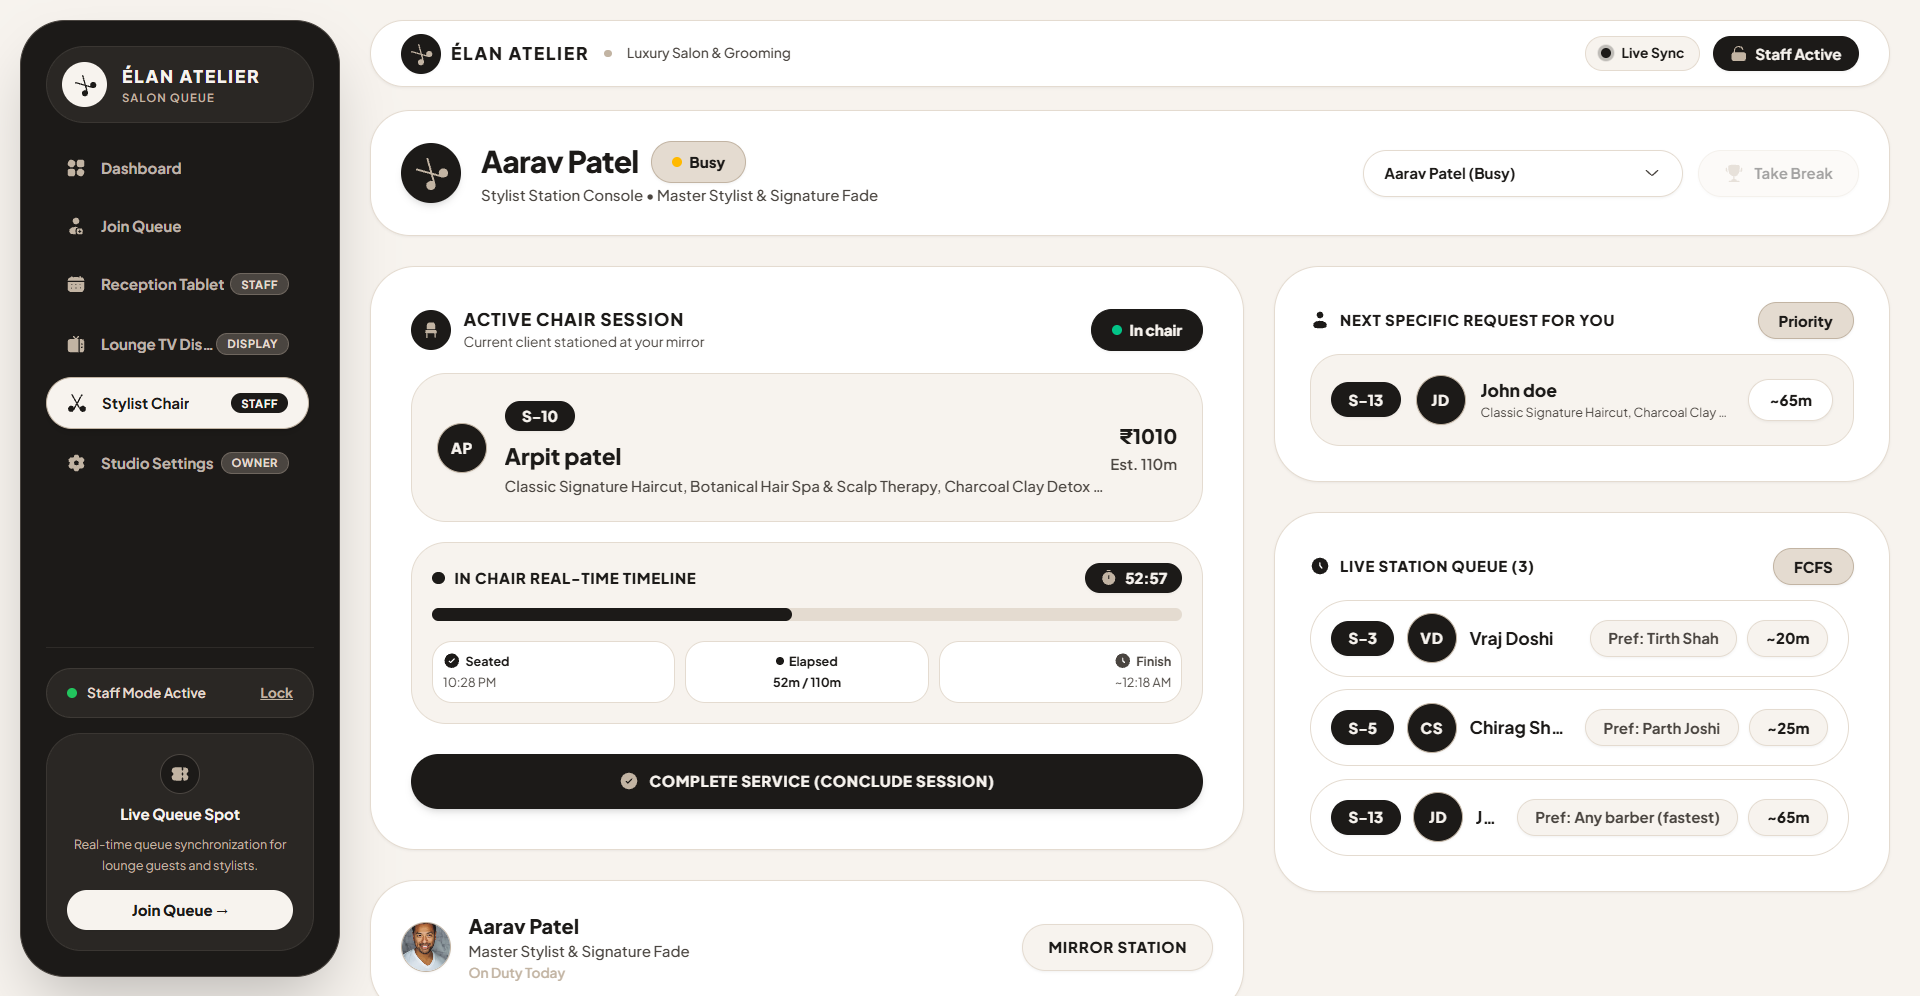 ÉLAN ATELIER
SALON QUEUE
Dashboard
Join Queue
Reception Tablet STAFF
Lounge TV Dis... DISPLAY
Stylist Chair STAFF
Studio Settings OWNER
Staff Mode Active Lock
Live Queue Spot
Real-time queue synchronization for
lounge guests and stylists.
Join Queue →
ÉLAN ATELIER Luxury Salon & Grooming
Live Sync Staff Active
Aarav Patel Busy
Stylist Station Console • Master Stylist & Signature Fade
Aarav Patel (Busy) Take Break
ACTIVE CHAIR SESSION
Current client stationed at your mirror
In chair
AP
S-10
Arpit patel
Classic Signature Haircut, Botanical Hair Spa & Scalp Therapy, Charcoal Clay Detox ...
₹1010
Est. 110m
IN CHAIR REAL-TIME TIMELINE 52:57
Seated
10:28 PM
Elapsed
52m / 110m
Finish
~12:18 AM
COMPLETE SERVICE (CONCLUDE SESSION)
Aarav Patel
Master Stylist & Signature Fade
On Duty Today
MIRROR STATION
NEXT SPECIFIC REQUEST FOR YOU Priority
S-13 JD John doe
Classic Signature Haircut, Charcoal Clay ...
~65m
LIVE STATION QUEUE (3) FCFS
S-3 VD Vraj Doshi Pref: Tirth Shah ~20m
S-5 CS Chirag Sh... Pref: Parth Joshi ~25m
S-13 JD J... Pref: Any barber (fastest) ~65m